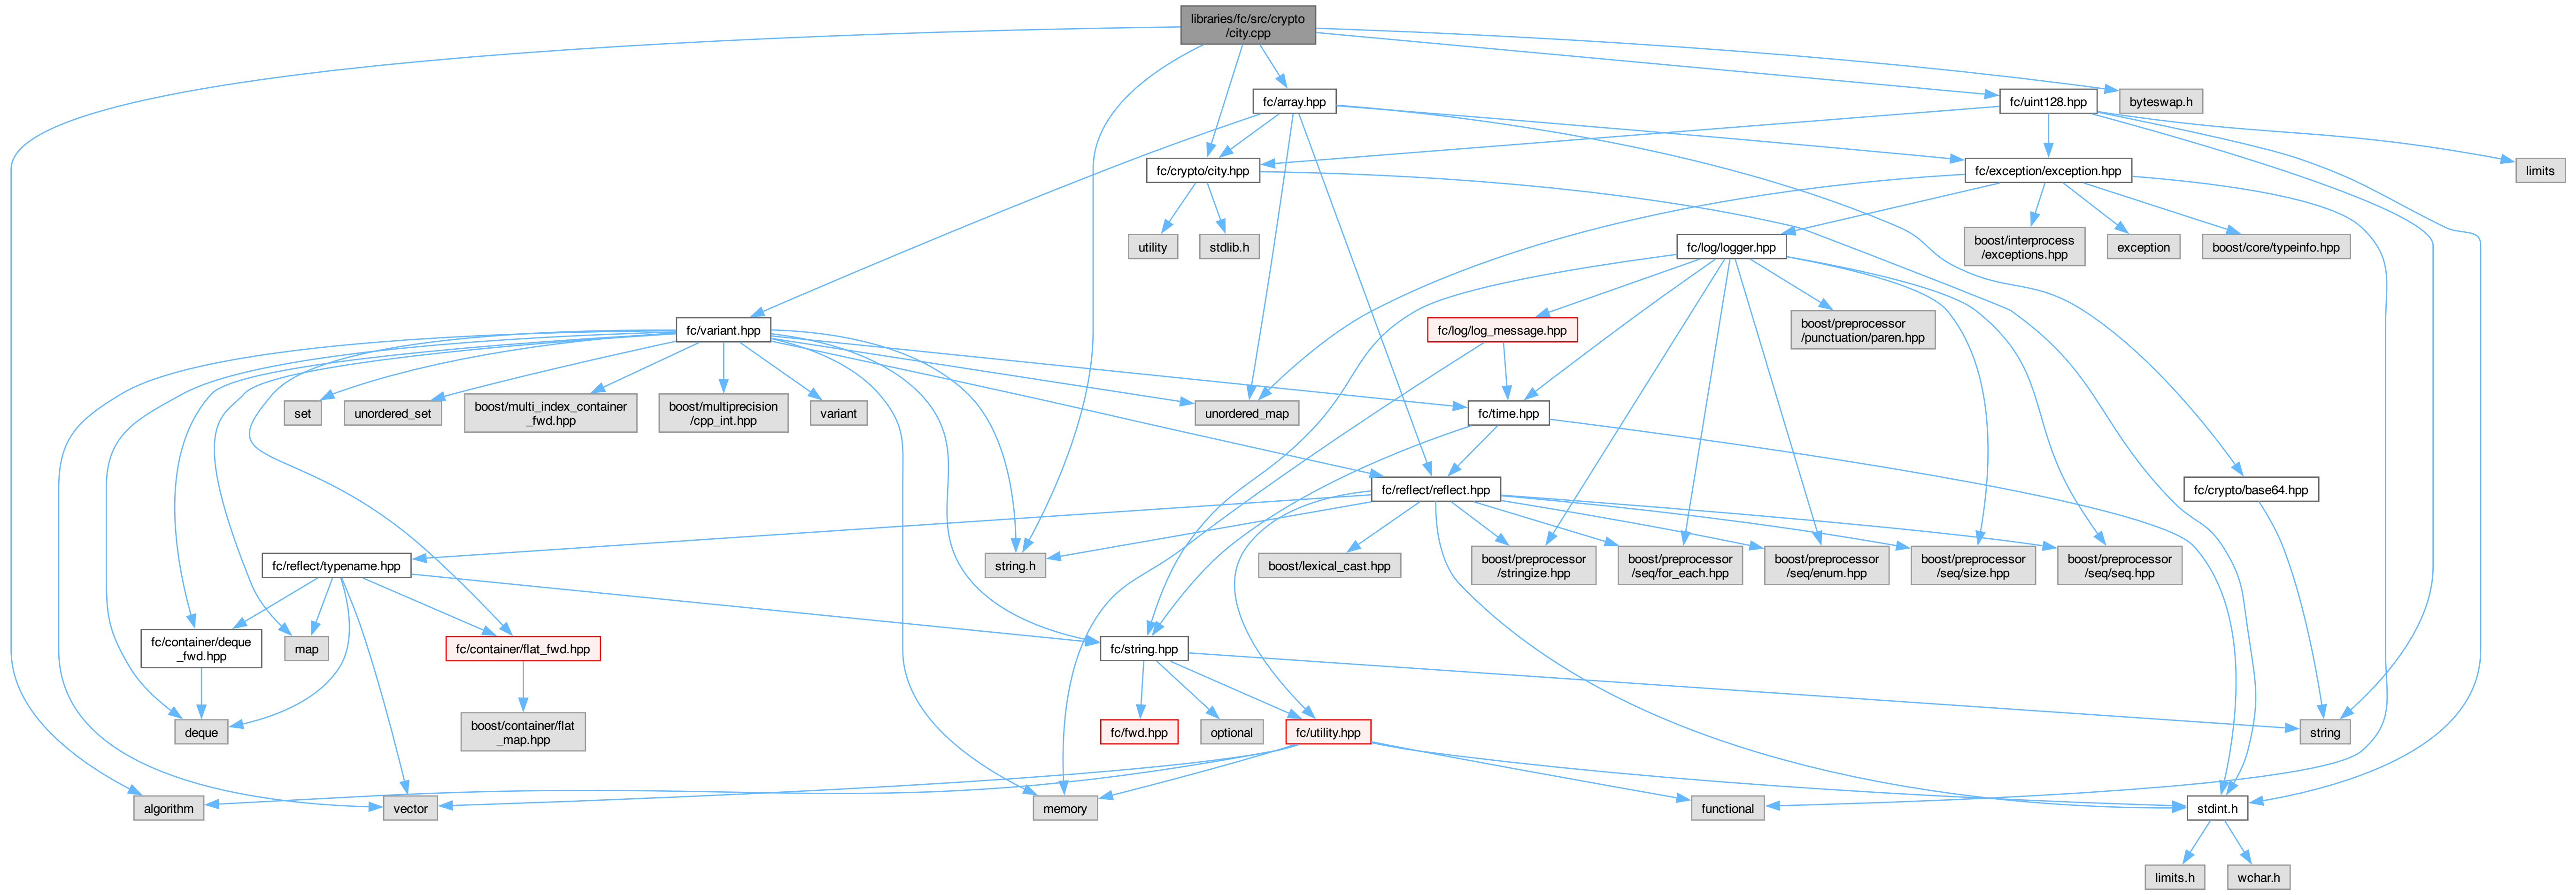 libraries/fc/src/crypto
/city.cpp
fc/array.hpp
fc/uint128.hpp
byteswap.h
fc/crypto/city.hpp
fc/exception/exception.hpp
limits
utility
stdlib.h
fc/log/logger.hpp
boost/interprocess
/exceptions.hpp
exception
boost/core/typeinfo.hpp
fc/variant.hpp
fc/log/log_message.hpp
boost/preprocessor
/punctuation/paren.hpp
set
unordered_set
boost/multi_index_container
_fwd.hpp
boost/multiprecision
/cpp_int.hpp
variant
unordered_map
fc/time.hpp
fc/reflect/reflect.hpp
fc/crypto/base64.hpp
fc/reflect/typename.hpp
string.h
boost/lexical_cast.hpp
boost/preprocessor
/stringize.hpp
boost/preprocessor
/seq/for_each.hpp
boost/preprocessor
/seq/enum.hpp
boost/preprocessor
/seq/size.hpp
boost/preprocessor
/seq/seq.hpp
fc/container/deque
_fwd.hpp
map
fc/container/flat_fwd.hpp
fc/string.hpp
deque
boost/container/flat
_map.hpp
fc/fwd.hpp
optional
fc/utility.hpp
string
algorithm
vector
memory
functional
stdint.h
limits.h
wchar.h